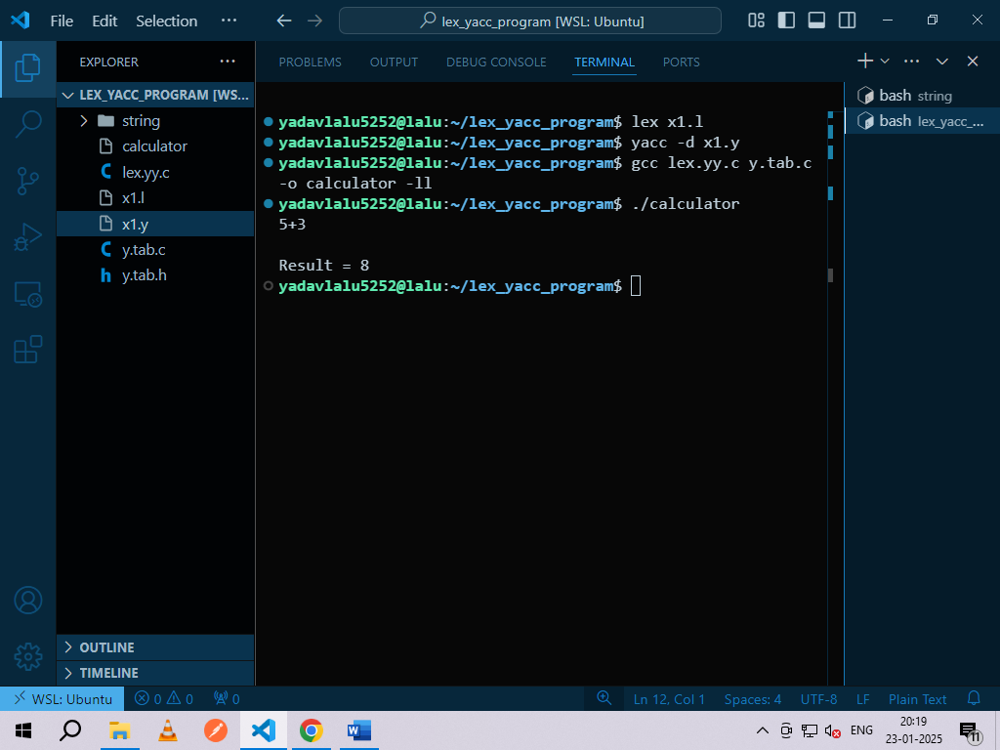 File Edit Selection ··· lex_yacc_program [WSL: Ubuntu]
EXPLORER ···
LEX_YACC_PROGRAM [WS...
string
calculator
lex.yy.c
x1.l
x1.y
y.tab.c
y.tab.h
OUTLINE
TIMELINE
PROBLEMS OUTPUT DEBUG CONSOLE TERMINAL PORTS
yadavlalu5252@lalu:~/lex_yacc_program$ lex x1.l
yadavlalu5252@lalu:~/lex_yacc_program$ yacc -d x1.y
yadavlalu5252@lalu:~/lex_yacc_program$ gcc lex.yy.c y.tab.c
-o calculator -ll
yadavlalu5252@lalu:~/lex_yacc_program$ ./calculator
5+3
Result = 8
yadavlalu5252@lalu:~/lex_yacc_program$
bash string
bash lex_yacc_...
WSL: Ubuntu 0 0 0 Ln 12, Col 1 Spaces: 4 UTF-8 LF Plain Text
ENG
20:19
23-01-2025
11